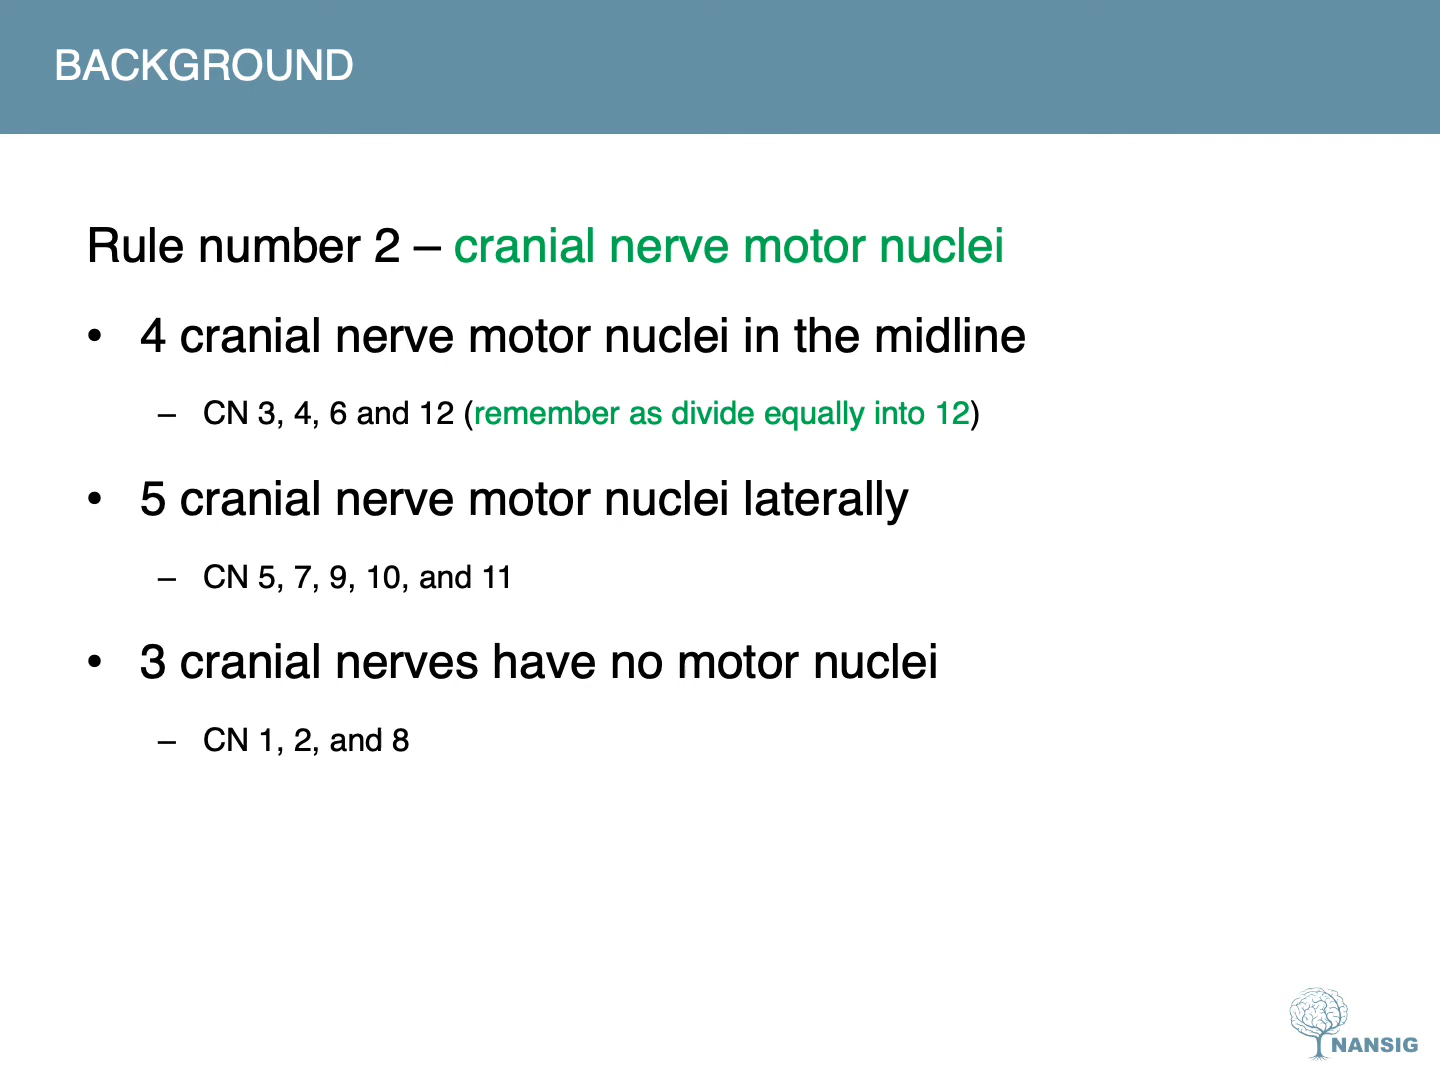 BACKGROUND
Rule number 2 – cranial nerve motor nuclei
• 4 cranial nerve motor nuclei in the midline
– CN 3, 4, 6 and 12 (remember as divide equally into 12)
• 5 cranial nerve motor nuclei laterally
– CN 5, 7, 9, 10, and 11
• 3 cranial nerves have no motor nuclei
– CN 1, 2, and 8
NANSIG